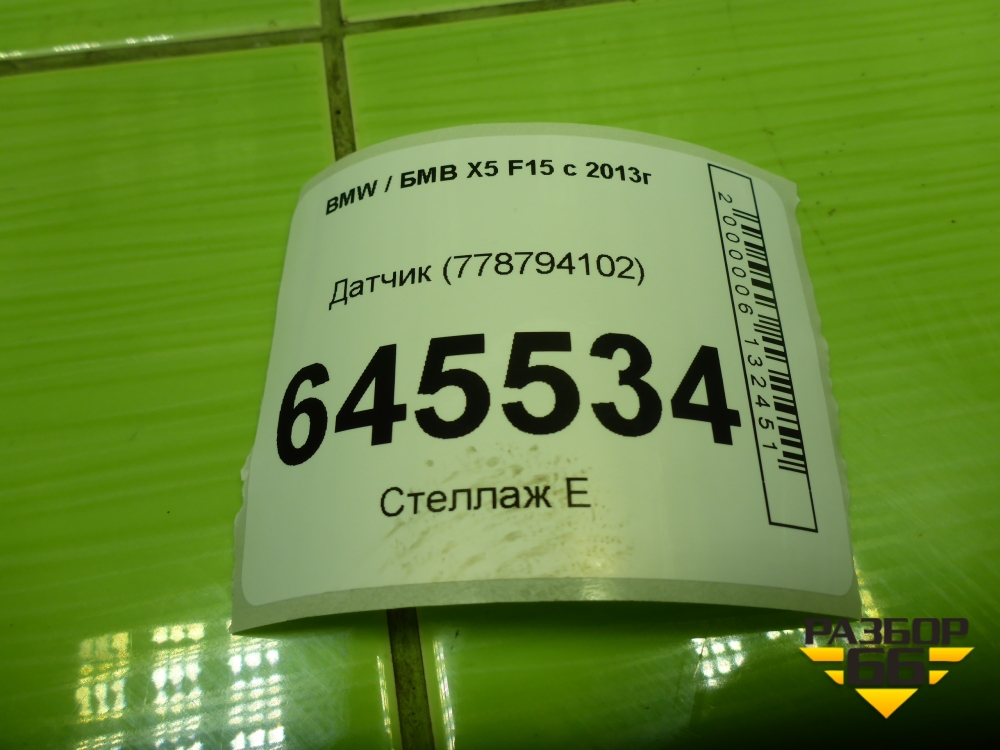 BMW / БМВ X5 F15 с 2013г
Датчик (778794102)
645534
Стеллаж Е
2000006132451
РАЗБОР
66